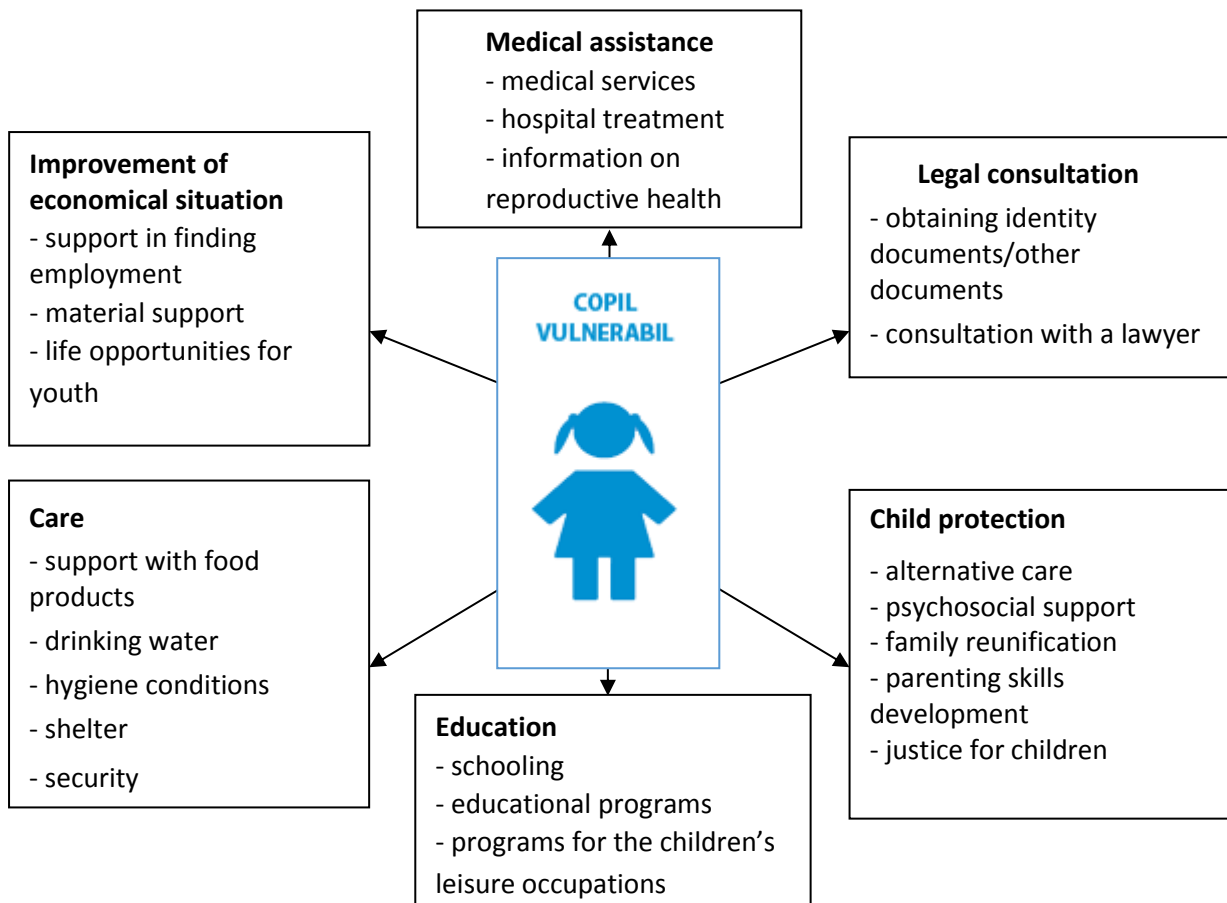 Medical assistance
- medical services
- hospital treatment
- information on
reproductive health
Improvement of
economical situation
- support in finding
employment
- material support
- life opportunities for
youth
Legal consultation
- obtaining identity
documents/other
documents
- consultation with a lawyer
COPIL
VULNERABIL
Care
- support with food
products
- drinking water
- hygiene conditions
- shelter
- security
Child protection
- alternative care
- psychosocial support
- family reunification
- parenting skills
development
- justice for children
Education
- schooling
- educational programs
- programs for the children’s
leisure occupations